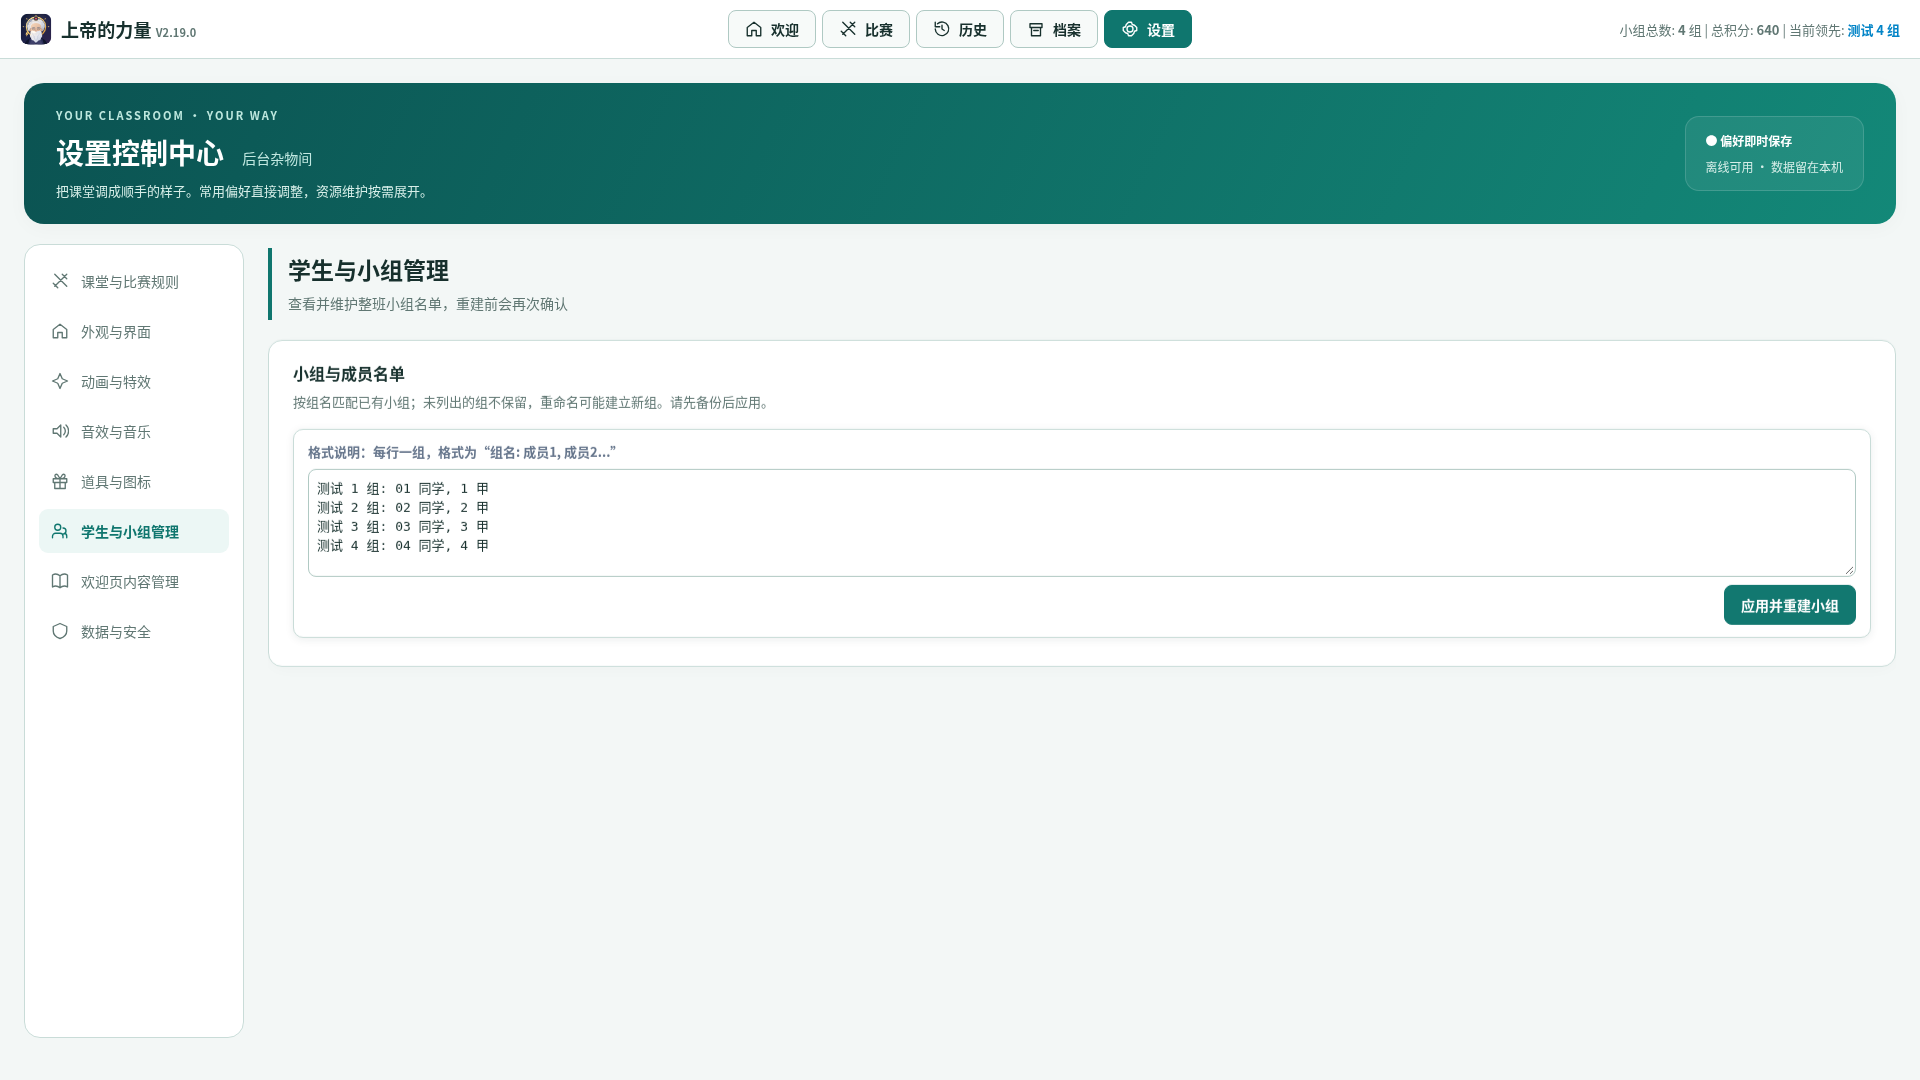 上帝的力量 V2.19.0
欢迎
比赛
历史
档案
设置
小组总数: 4 组 | 总积分: 640 | 当前领先: 测试 4 组
YOUR CLASSROOM · YOUR WAY
设置控制中心 后台杂物间
把课堂调成顺手的样子。常用偏好直接调整，资源维护按需展开。
偏好即时保存
离线可用 · 数据留在本机
课堂与比赛规则
外观与界面
动画与特效
音效与音乐
道具与图标
学生与小组管理
欢迎页内容管理
数据与安全
学生与小组管理
查看并维护整班小组名单，重建前会再次确认
小组与成员名单
按组名匹配已有小组；未列出的组不保留，重命名可能建立新组。请先备份后应用。
格式说明：每行一组，格式为“组名: 成员1, 成员2...”
测试 1 组: 01 同学, 1 甲
测试 2 组: 02 同学, 2 甲
测试 3 组: 03 同学, 3 甲
测试 4 组: 04 同学, 4 甲
应用并重建小组